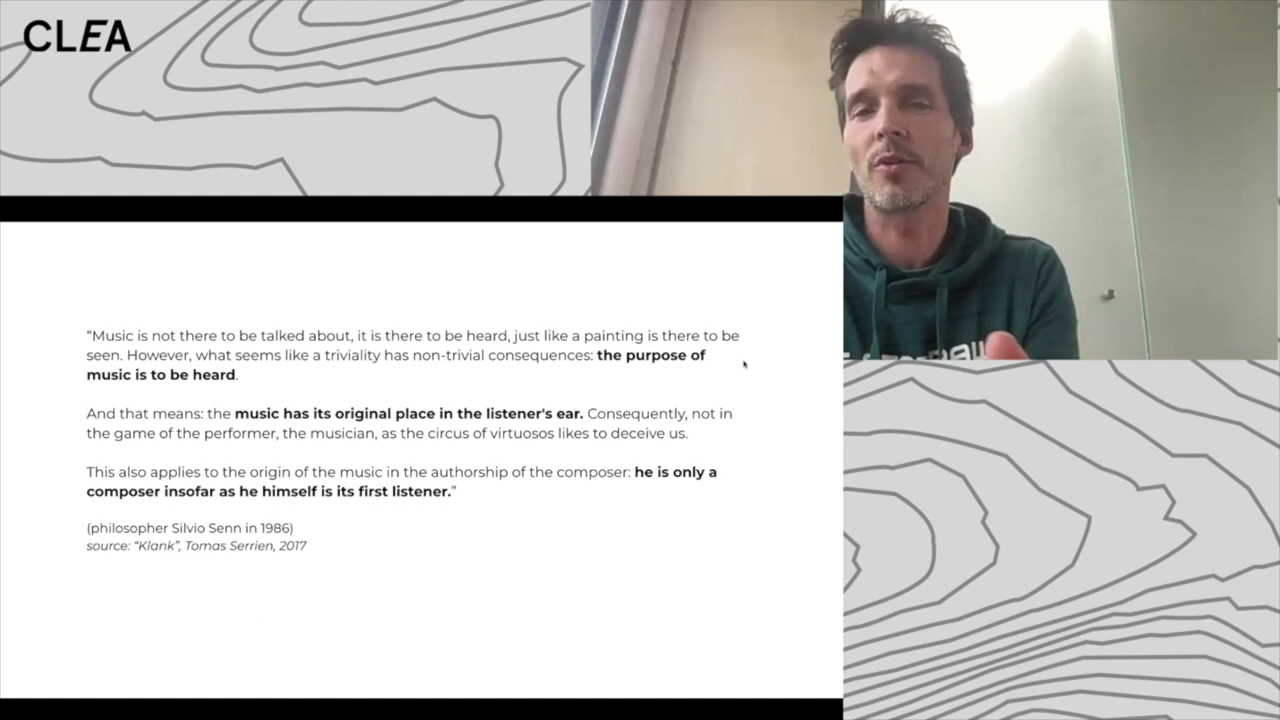 CLEA
“Music is not there to be talked about, it is there to be heard, just like a painting is there to be
seen. However, what seems like a triviality has non-trivial consequences: the purpose of
music is to be heard.
And that means: the music has its original place in the listener's ear. Consequently, not in
the game of the performer, the musician, as the circus of virtuosos likes to deceive us.
This also applies to the origin of the music in the authorship of the composer: he is only a
composer insofar as he himself is its first listener.”
(philosopher Silvio Senn in 1986)
source: “Klank”, Tomas Serrien, 2017